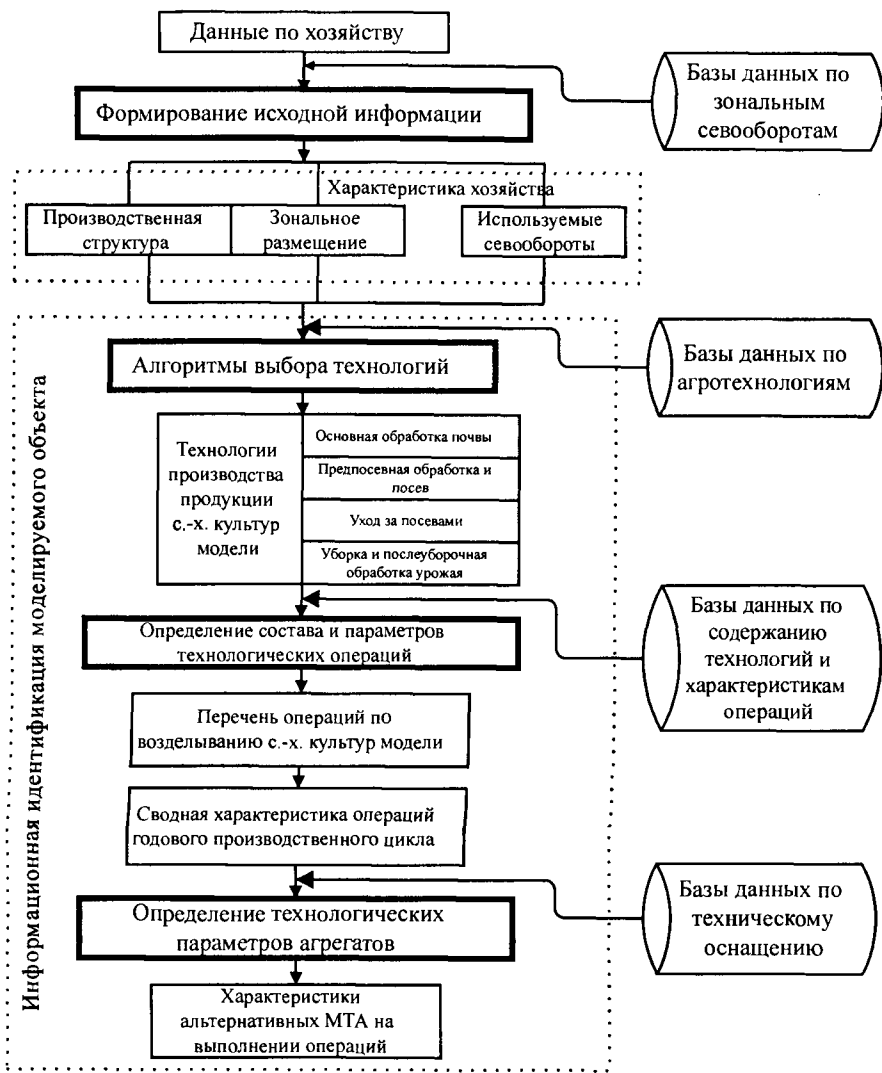 Данные по хозяйству
Базы данных по
зональным
севооборотам
Формирование исходной информации
Характеристика хозяйства
Производственная
структура
Зональное
размещение
Используемые
севообороты
Информационная идентификация моделируемого объекта
Алгоритмы выбора технологий
Базы данных по
агротехнологиям
Технологии
производства
продукции
с.-х. культур
модели
Основная обработка почвы
Предпосевная обработка и
посев
Уход за посевами
Уборка и послеуборочная
обработка урожая
Определение состава и параметров
технологических операций
Базы данных по
содержанию
технологий и
характеристикам
операций
Перечень операций по
возделыванию с.-х. культур модели
Сводная характеристика операций
годового производственного цикла
Определение технологических
параметров агрегатов
Базы данных по
техническому
оснащению
Характеристики
альтернативных МТА на
выполнении операций